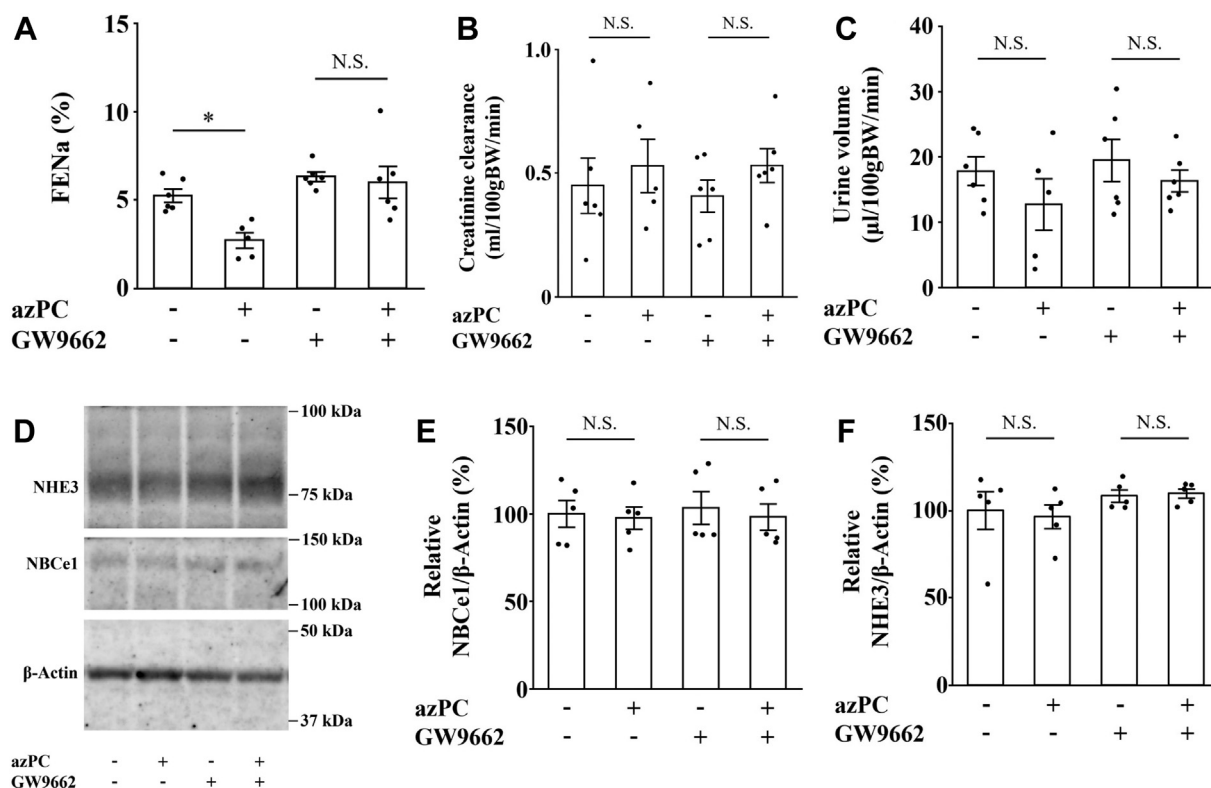 A
FENa (%)
15
10
5
0
*
N.S.
azPC - + - +
GW9662 - - + +
B
Creatinine clearance
(ml/100gBW/min)
1.0
0.5
0
N.S. N.S.
azPC - + - +
GW9662 - - + +
C
Urine volume
(μl/100gBW/min)
40
30
20
10
0
N.S. N.S.
azPC - + - +
GW9662 - - + +
D
NHE3
100 kDa
75 kDa
NBCe1
150 kDa
100 kDa
β-Actin
50 kDa
37 kDa
azPC - + - +
GW9662 - - + +
E
Relative
NBCe1/β-Actin (%)
150
100
50
0
N.S. N.S.
azPC - + - +
GW9662 - - + +
F
Relative
NHE3/β-Actin (%)
150
100
50
0
N.S. N.S.
azPC - + - +
GW9662 - - + +